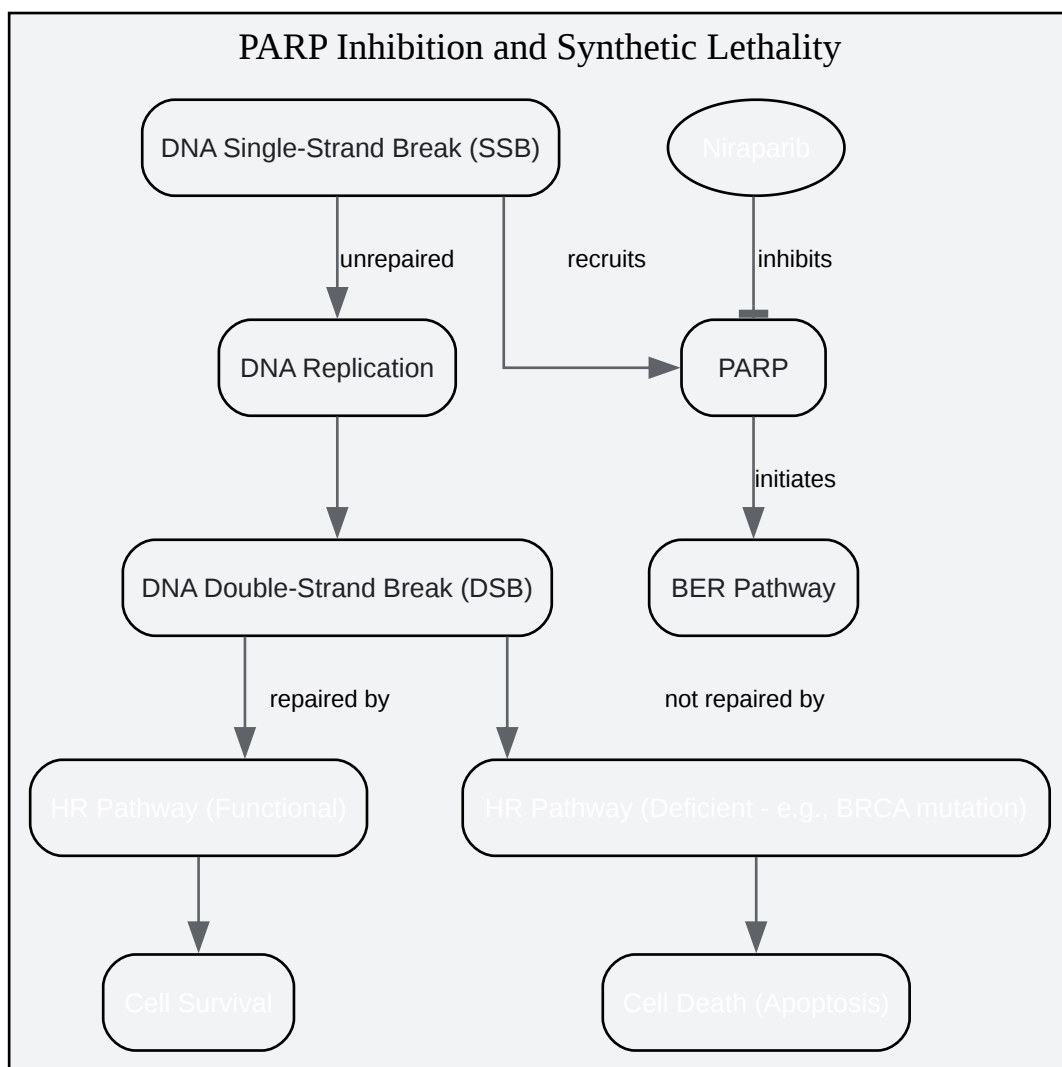 PARP Inhibition and Synthetic Lethality
DNA Single-Strand Break (SSB)
Niraparib
unrepaired
recruits
inhibits
DNA Replication
PARP
initiates
DNA Double-Strand Break (DSB)
BER Pathway
repaired by
not repaired by
HR Pathway (Functional)
HR Pathway (Deficient - e.g., BRCA mutation)
Cell Survival
Cell Death (Apoptosis)